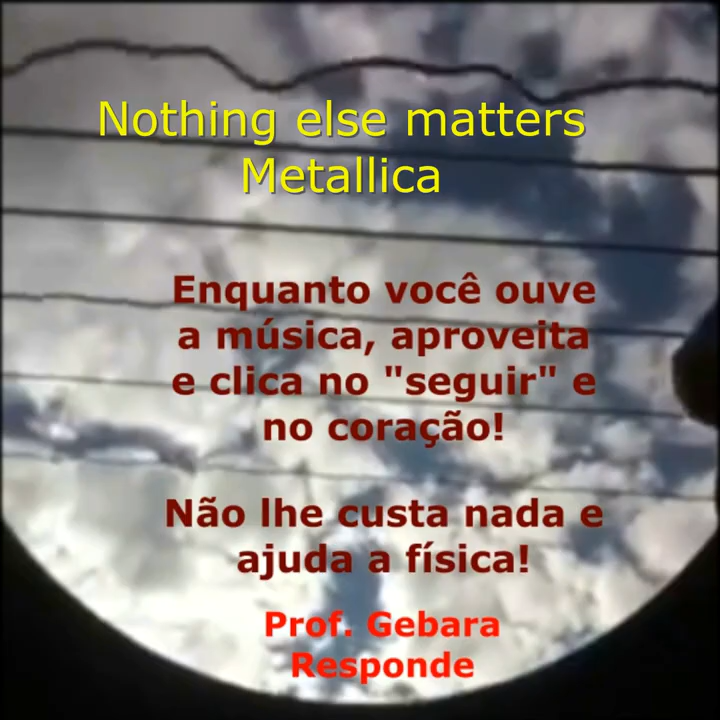 Nothing else matters
Metallica
Enquanto você ouve
a música, aproveita
e clica no "seguir" e
no coração!
Não lhe custa nada e
ajuda a física!
Prof. Gebara
Responde